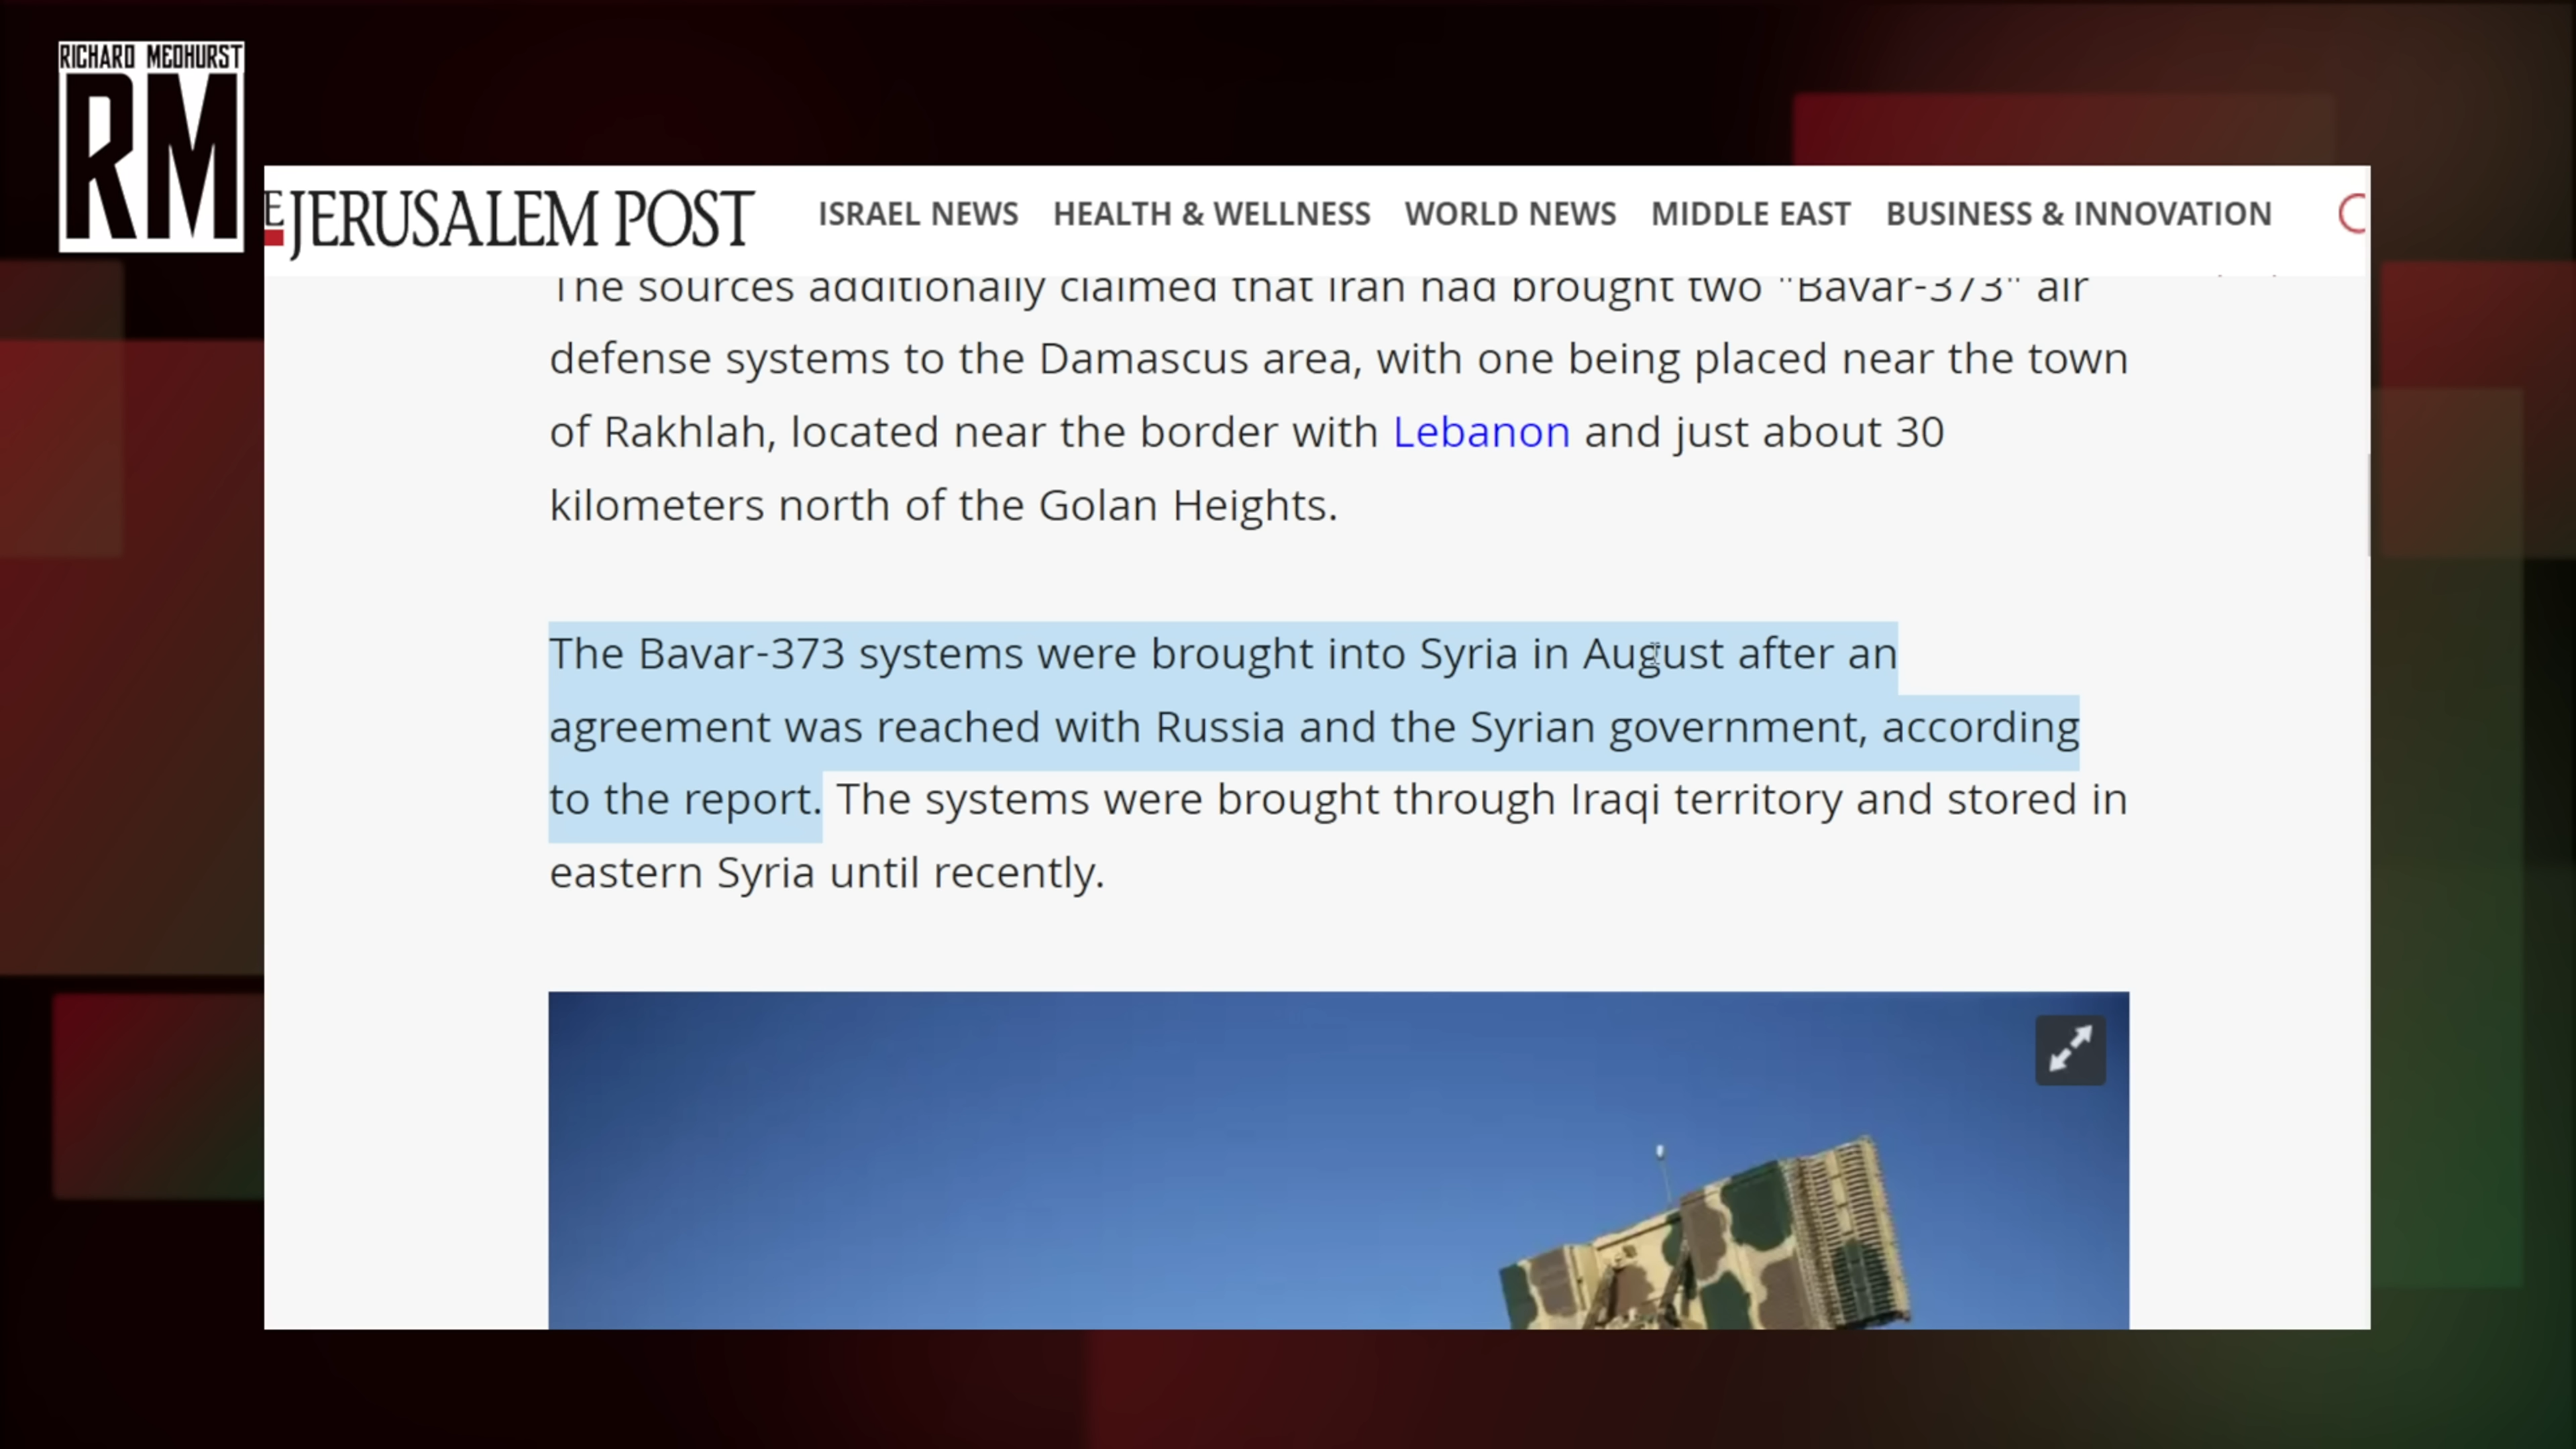 RICHARD MEDHURST
RM
E JERUSALEM POST
ISRAEL NEWS HEALTH & WELLNESS WORLD NEWS MIDDLE EAST BUSINESS & INNOVATION
The sources additionally claimed that Iran had brought two "Bavar-373" air
defense systems to the Damascus area, with one being placed near the town
of Rakhlah, located near the border with Lebanon and just about 30
kilometers north of the Golan Heights.
The Bavar-373 systems were brought into Syria in August after an
agreement was reached with Russia and the Syrian government, according
to the report. The systems were brought through Iraqi territory and stored in
eastern Syria until recently.